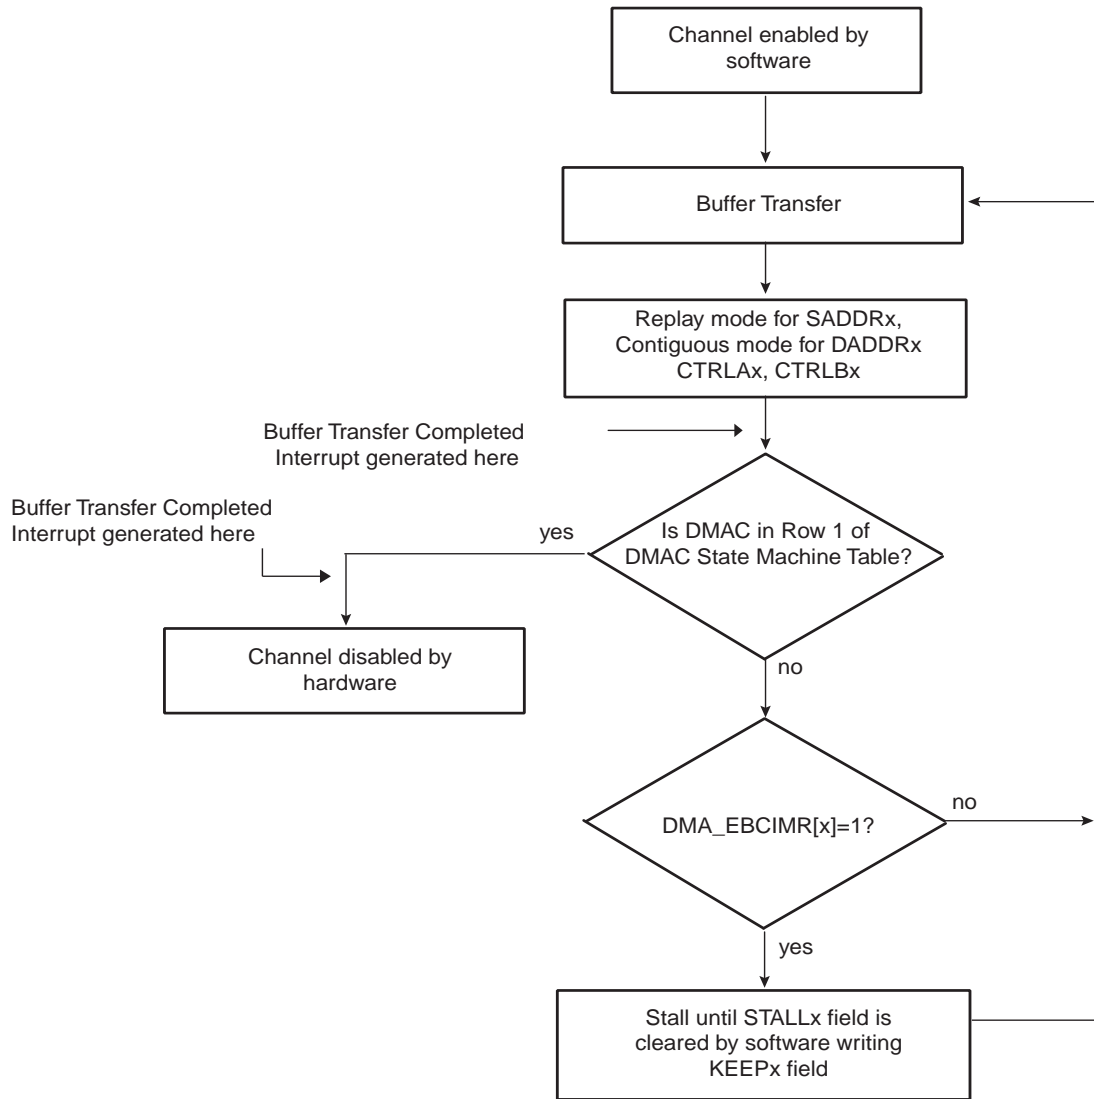 Channel enabled by
software
Buffer Transfer
Replay mode for SADDRx,
Contiguous mode for DADDRx
CTRLAx, CTRLBx
Buffer Transfer Completed
Interrupt generated here
Buffer Transfer Completed
Interrupt generated here
yes
Is DMAC in Row 1 of
DMAC State Machine Table?
Channel disabled by
hardware
no
DMA_EBCIMR[x]=1?
no
yes
Stall until STALLx field is
cleared by software writing
KEEPx field